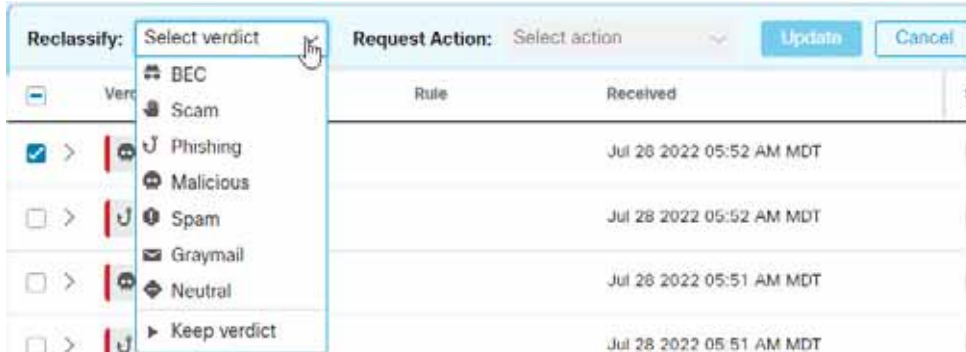 Reclassify: Select verdict Request Action: Select action Update Cancel
BEC
Verd Rule Received
Scam
Phishing Jul 28 2022 05:52 AM MDT
Malicious
Spam Jul 28 2022 05:52 AM MDT
Graymail
Neutral Jul 28 2022 05:51 AM MDT
Keep verdict
Jul 28 2022 05:51 AM MDT